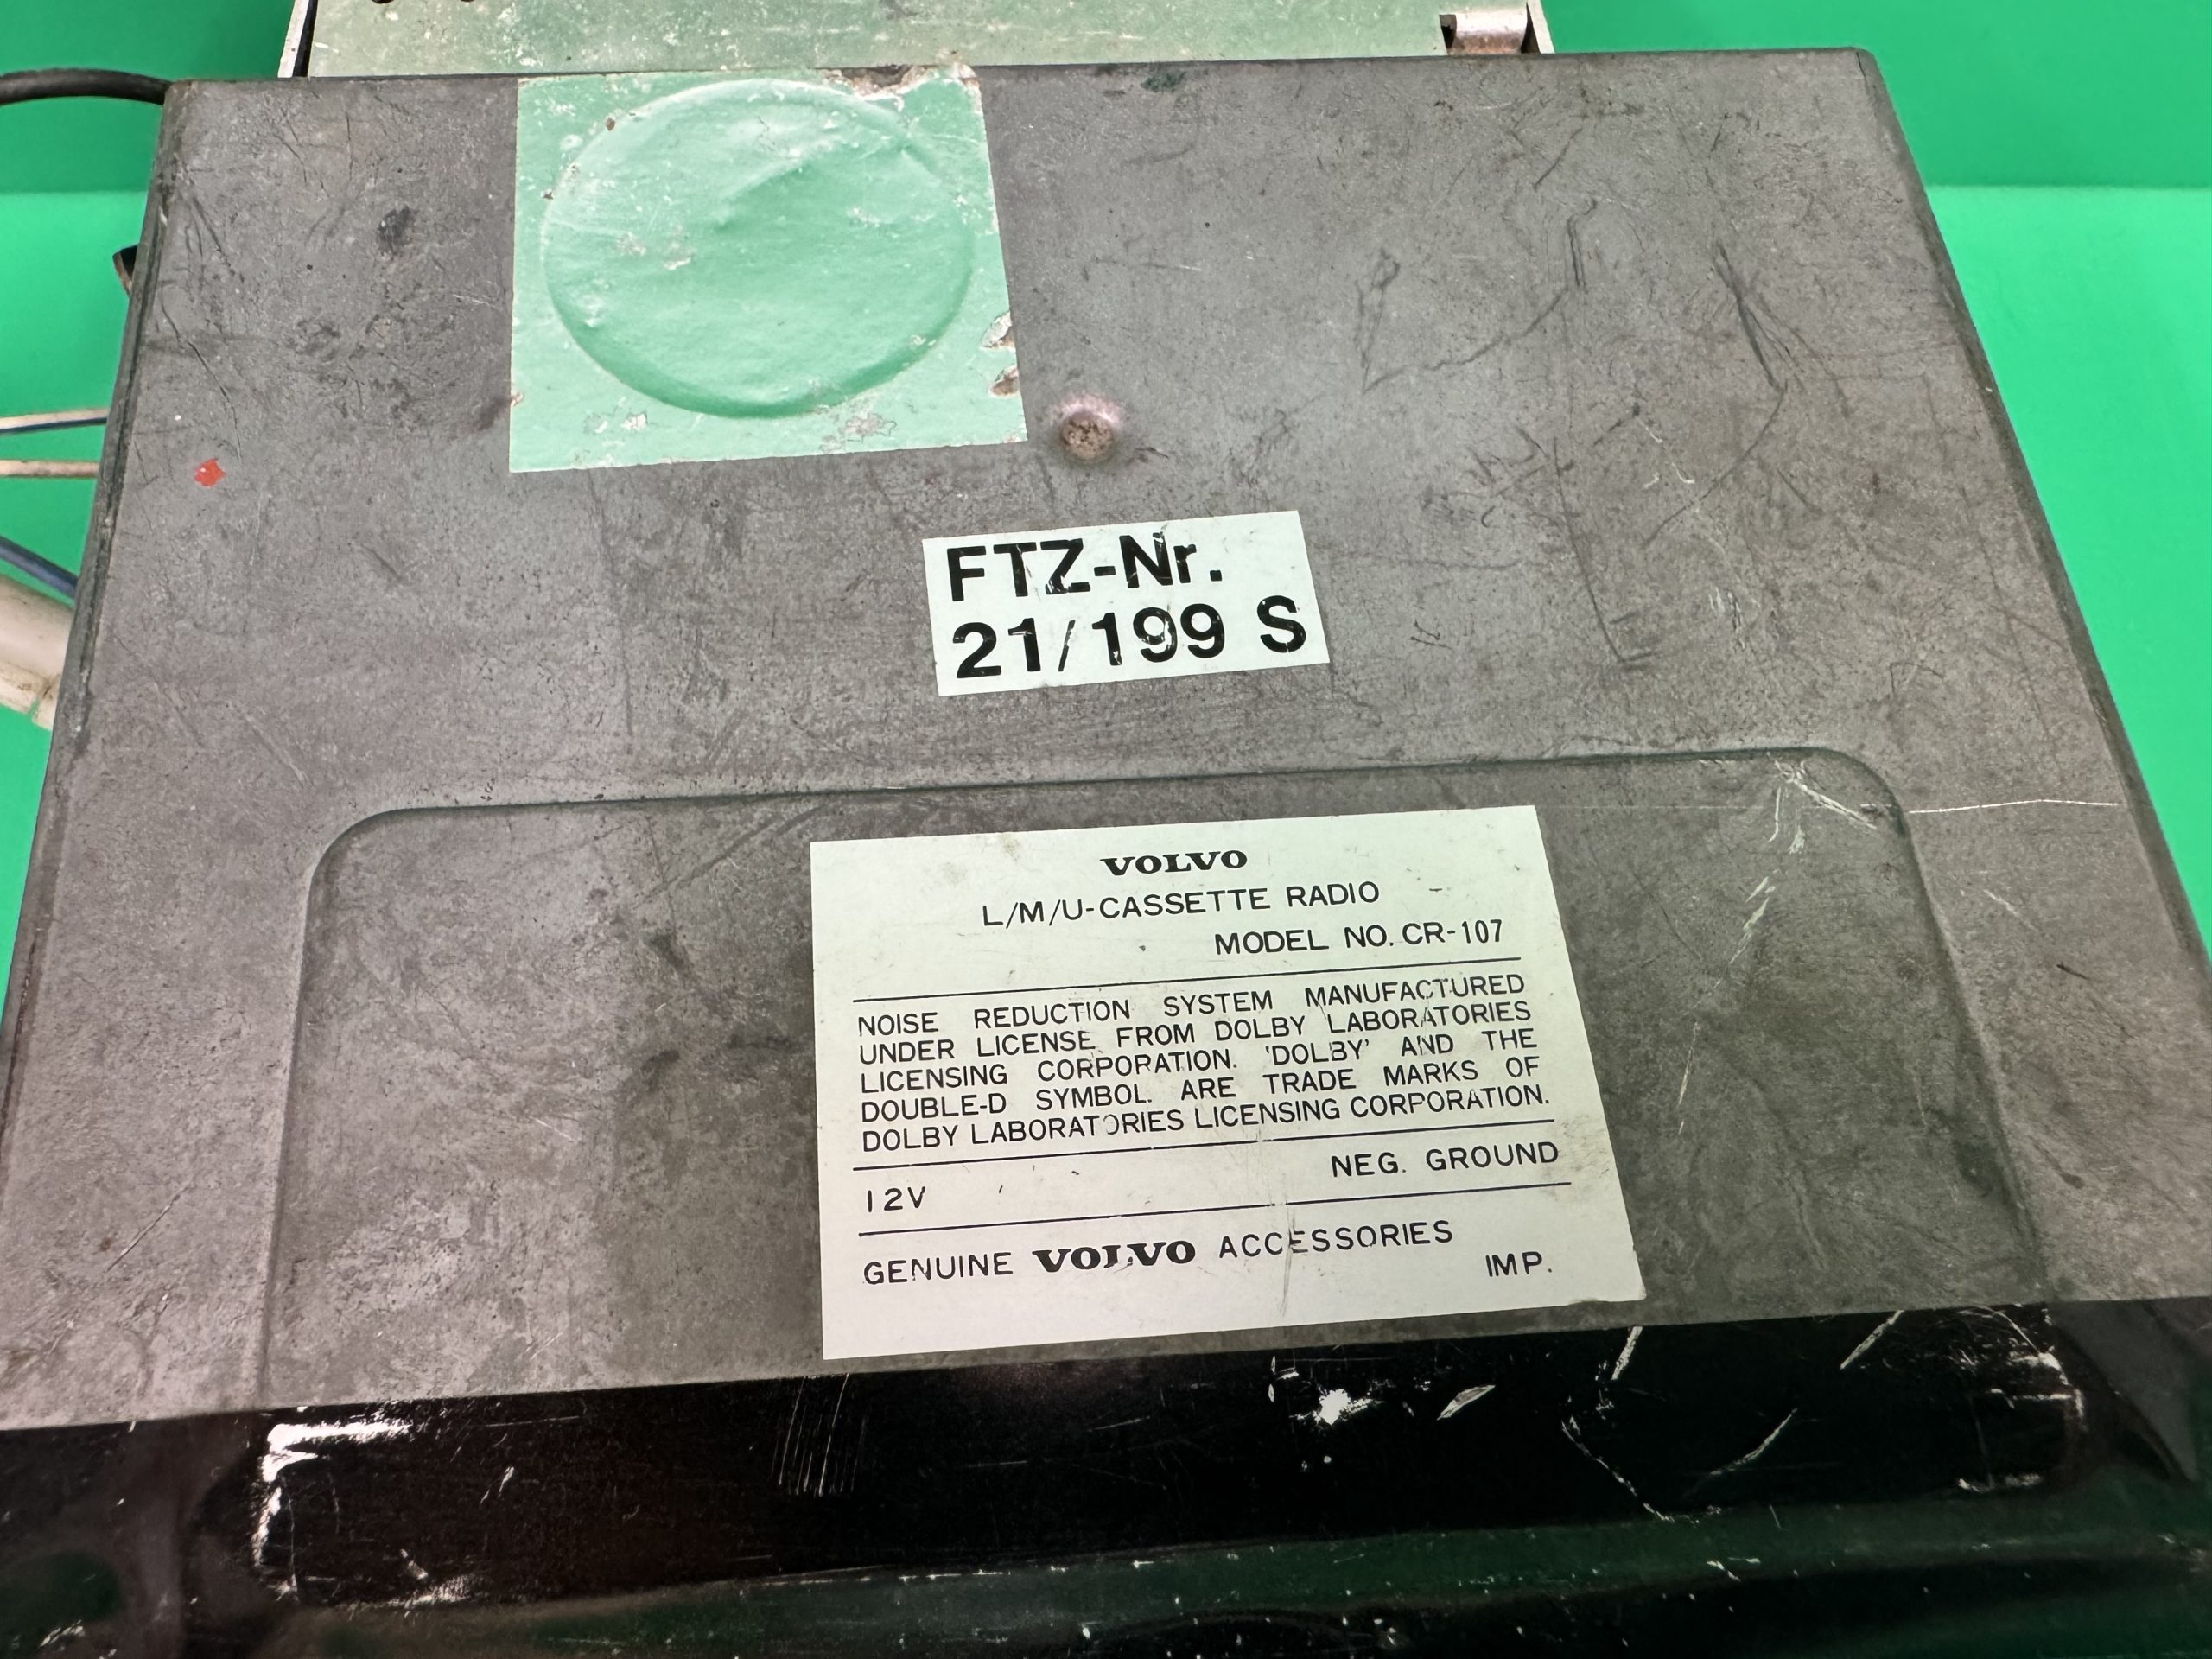 FTZ-Nr.
21/199 S
VOLVO
L/M/U-CASSETTE RADIO
MODEL NO. CR-107
NOISE REDUCTION SYSTEM MANUFACTURED
UNDER LICENSE FROM DOLBY LABORATORIES
LICENSING CORPORATION. 'DOLBY' AND THE
DOUBLE-D SYMBOL. ARE TRADE MARKS OF
DOLBY LABORATORIES LICENSING CORPORATION.
12V NEG. GROUND
GENUINE VOLVO ACCESSORIES
IMP.